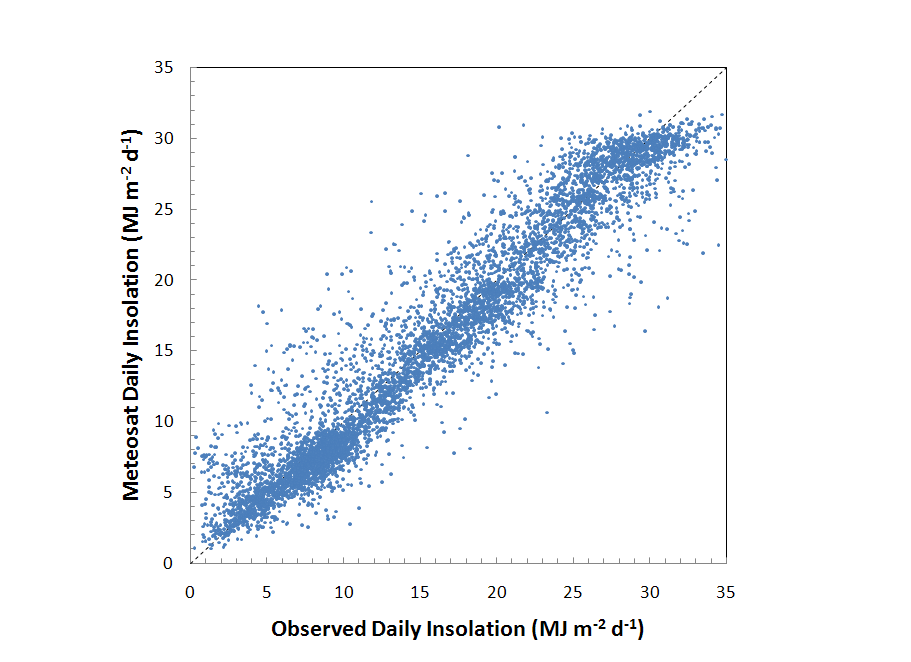 Meteosat Daily Insolation (MJ m-2 d-1)
35
30
25
20
15
10
5
0
0 5 10 15 20 25 30 35
Observed Daily Insolation (MJ m-2 d-1)